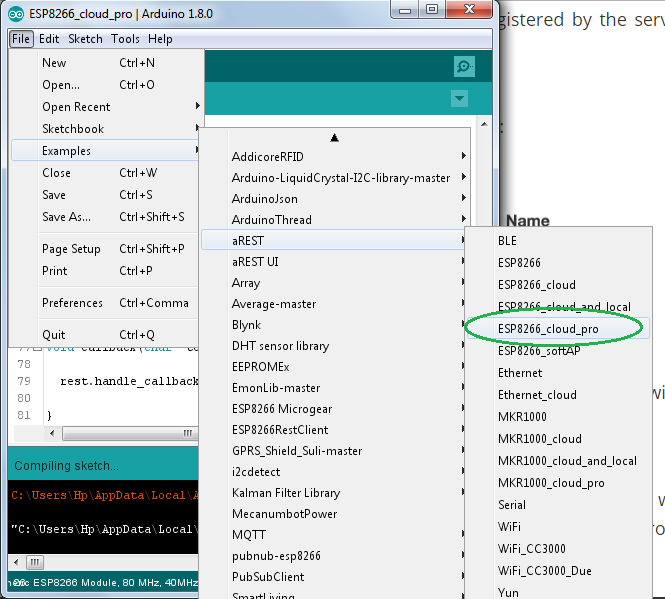 ESP8266_cloud_pro | Arduino 1.8.0
gistered by the serv
File Edit Sketch Tools Help
New Ctrl+N
Open... Ctrl+O
Open Recent
Sketchbook
Examples
Close Ctrl+W
Save Ctrl+S
Save As... Ctrl+Shift+S
Page Setup Ctrl+Shift+P
Print Ctrl+P
Preferences Ctrl+Comma
Quit Ctrl+Q
AddicoreRFID
Arduino-LiquidCrystal-I2C-library-master
ArduinoJson
ArduinoThread
aREST
aREST UI
Array
Average-master
Blynk
DHT sensor library
EEPROMEx
EmonLib-master
ESP8266 Microgear
ESP8266RestClient
GPRS_Shield_Suli-master
i2cdetect
Kalman Filter Library
MecanumbotPower
MQTT
pubnub-esp8266
PubSubClient
SmartLiving
Name
BLE
ESP8266
ESP8266_cloud
ESP8266_cloud_and_local
ESP8266_cloud_pro
ESP8266_softAP
Ethernet
Ethernet_cloud
MKR1000
MKR1000_cloud
MKR1000_cloud_and_local
MKR1000_cloud_pro
Serial
WiFi
WiFi_CC3000
WiFi_CC3000_Due
Yun
77 void callback(char
78
79 rest.handle_callback
80
81 }
Compiling sketch...
C:\Users\Hp\AppData\Local\A
"C:\Users\Hp\AppData\Local\
ESP8266 Module, 80 MHz, 40MHz
wi
w
ro